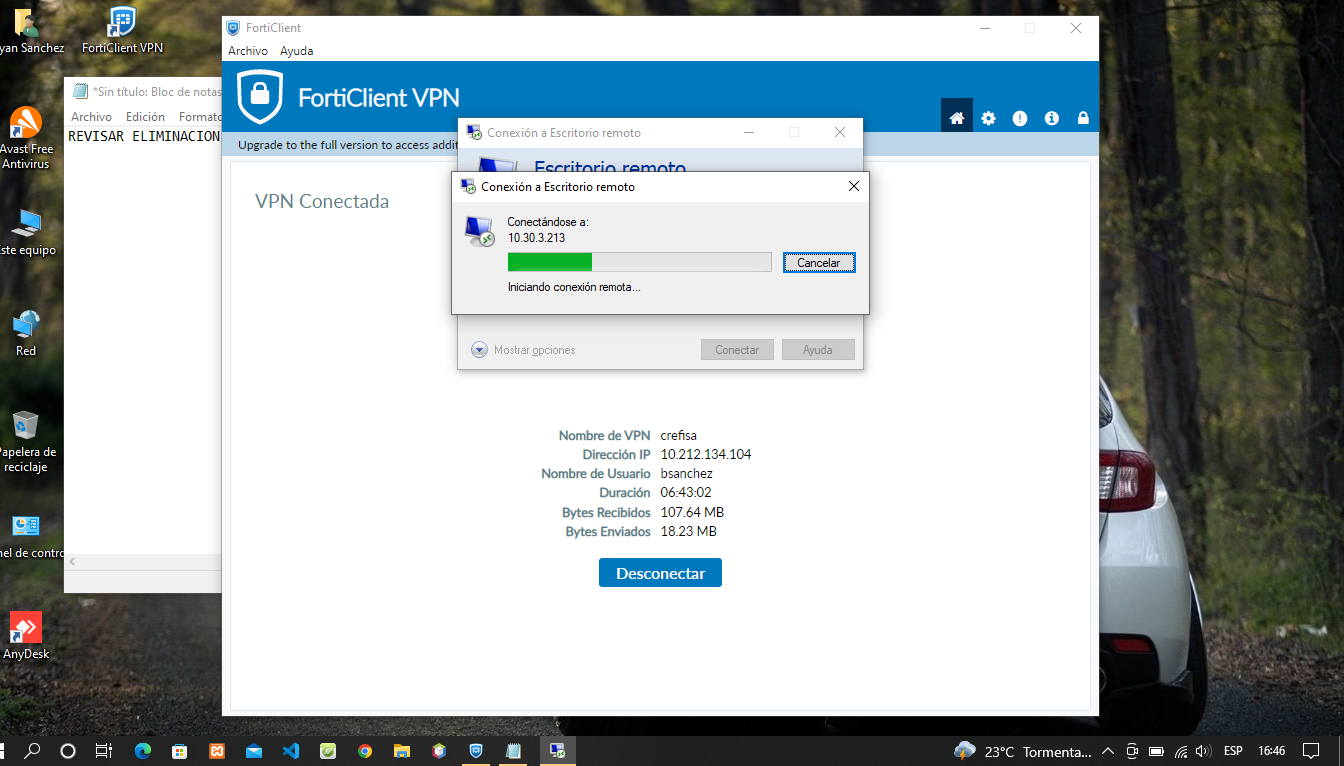 yan Sanchez
FortiClient VPN
Avast Free
Antivirus
ste equipo
Red
Papelera de
reciclaje
nel de contro
AnyDesk
*Sin título: Bloc de notas
Archivo Edición Formato
REVISAR ELIMINACION
FortiClient
Archivo Ayuda
FortiClient VPN
Upgrade to the full version to access addit
VPN Conectada
Conexión a Escritorio remoto
Escritorio remoto
Conexión a Escritorio remoto
Conectándose a:
10.30.3.213
Cancelar
Iniciando conexión remota...
Mostrar opciones
Conectar
Ayuda
Nombre de VPN crefisa
Dirección IP 10.212.134.104
Nombre de Usuario bsanchez
Duración 06:43:02
Bytes Recibidos 107.64 MB
Bytes Enviados 18.23 MB
Desconectar
23°C Tormenta... ESP 16:46